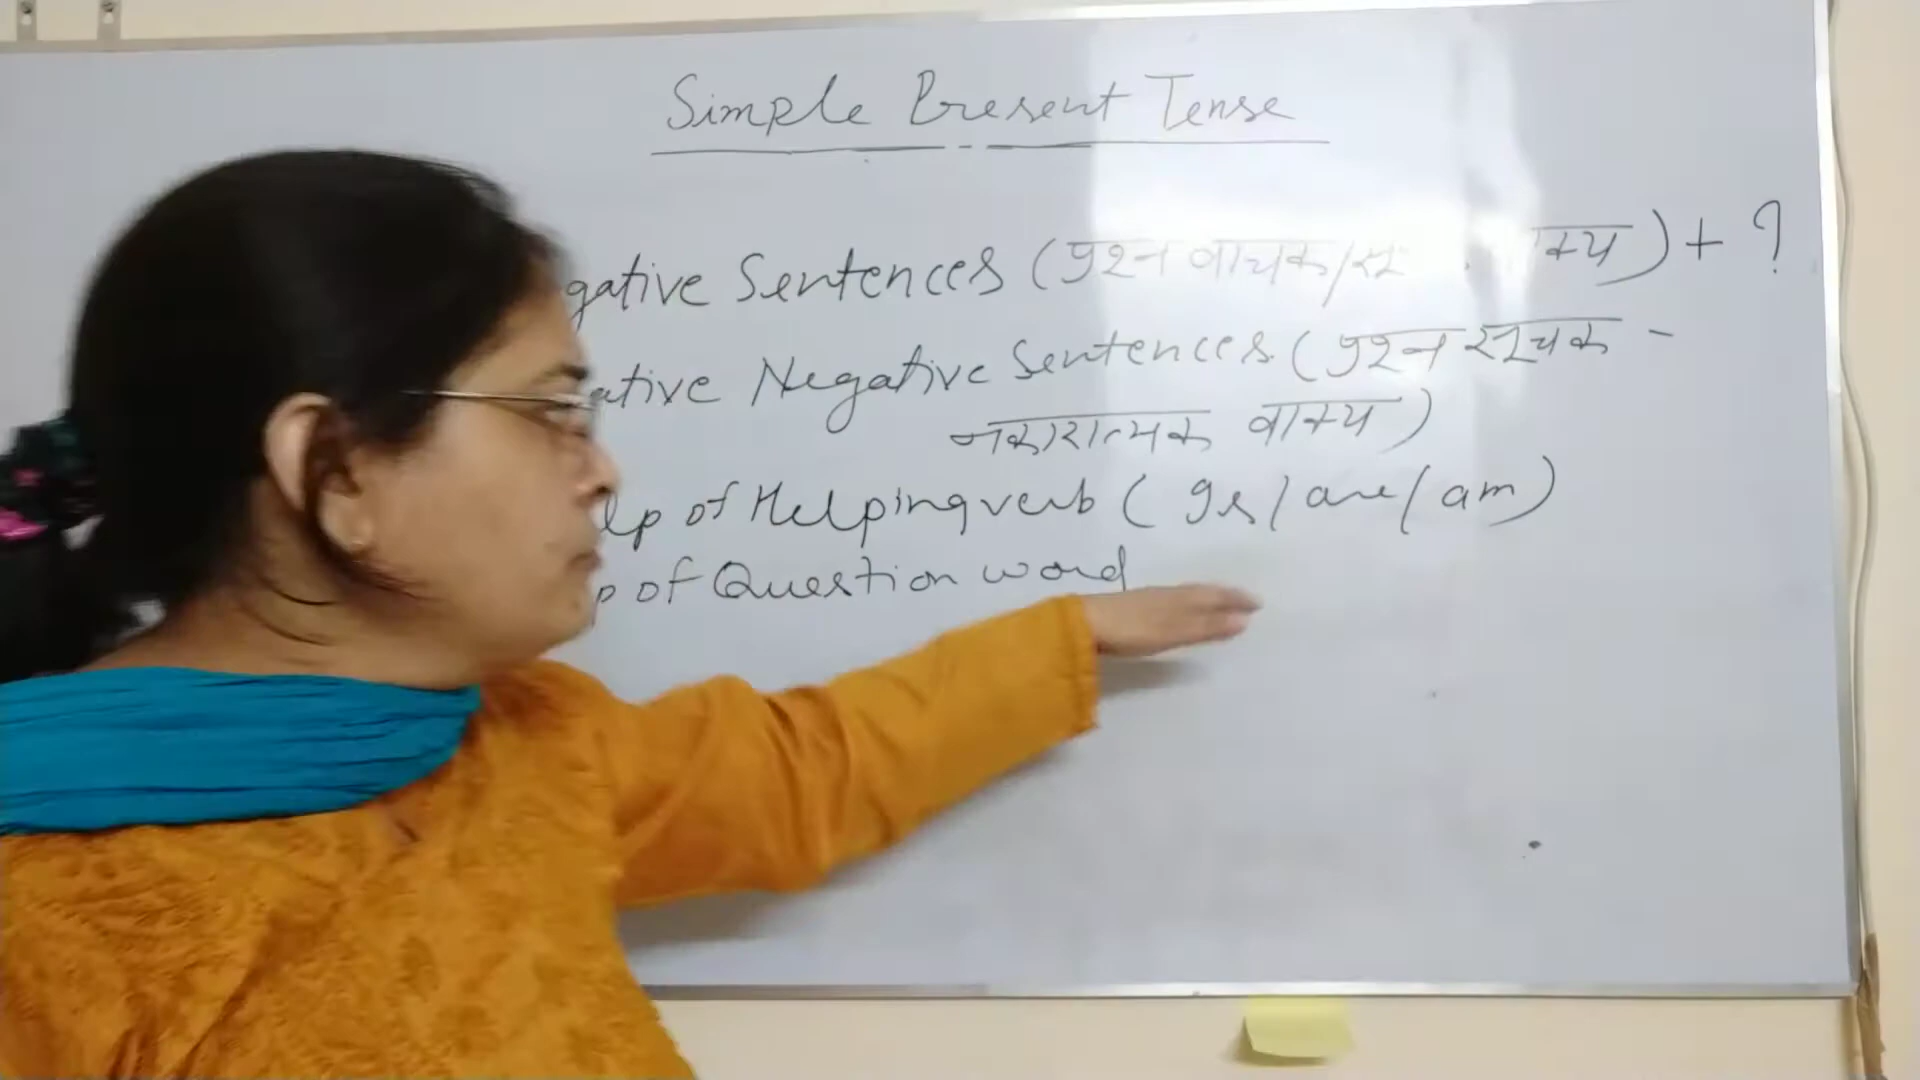 Simple Present Tense
gative Sentences (प्रश्न वाचक/ ) + ?
ative Negative Sentences (प्रश्न सूचक -
नकारात्मक वाक्य)
lp of Helping verb (Is/are/am)
p of Question word